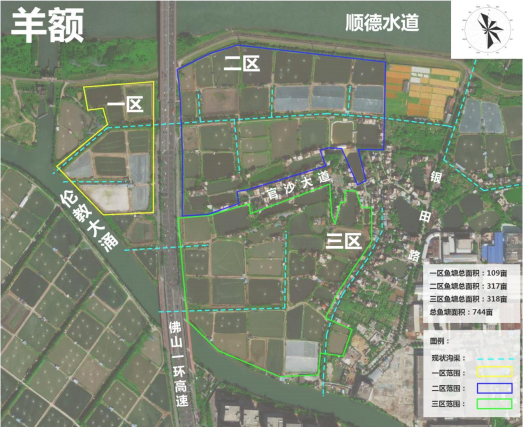 羊额
顺德水道
二区
一区
育沙大道
银田路
伦教大涌
三区
佛山一环高速
一区鱼塘总面积：109亩
二区鱼塘总面积：317亩
三区鱼塘总面积：318亩
总鱼塘面积：744亩
图例：
现状沟渠：
一区范围：
二区范围：
三区范围：